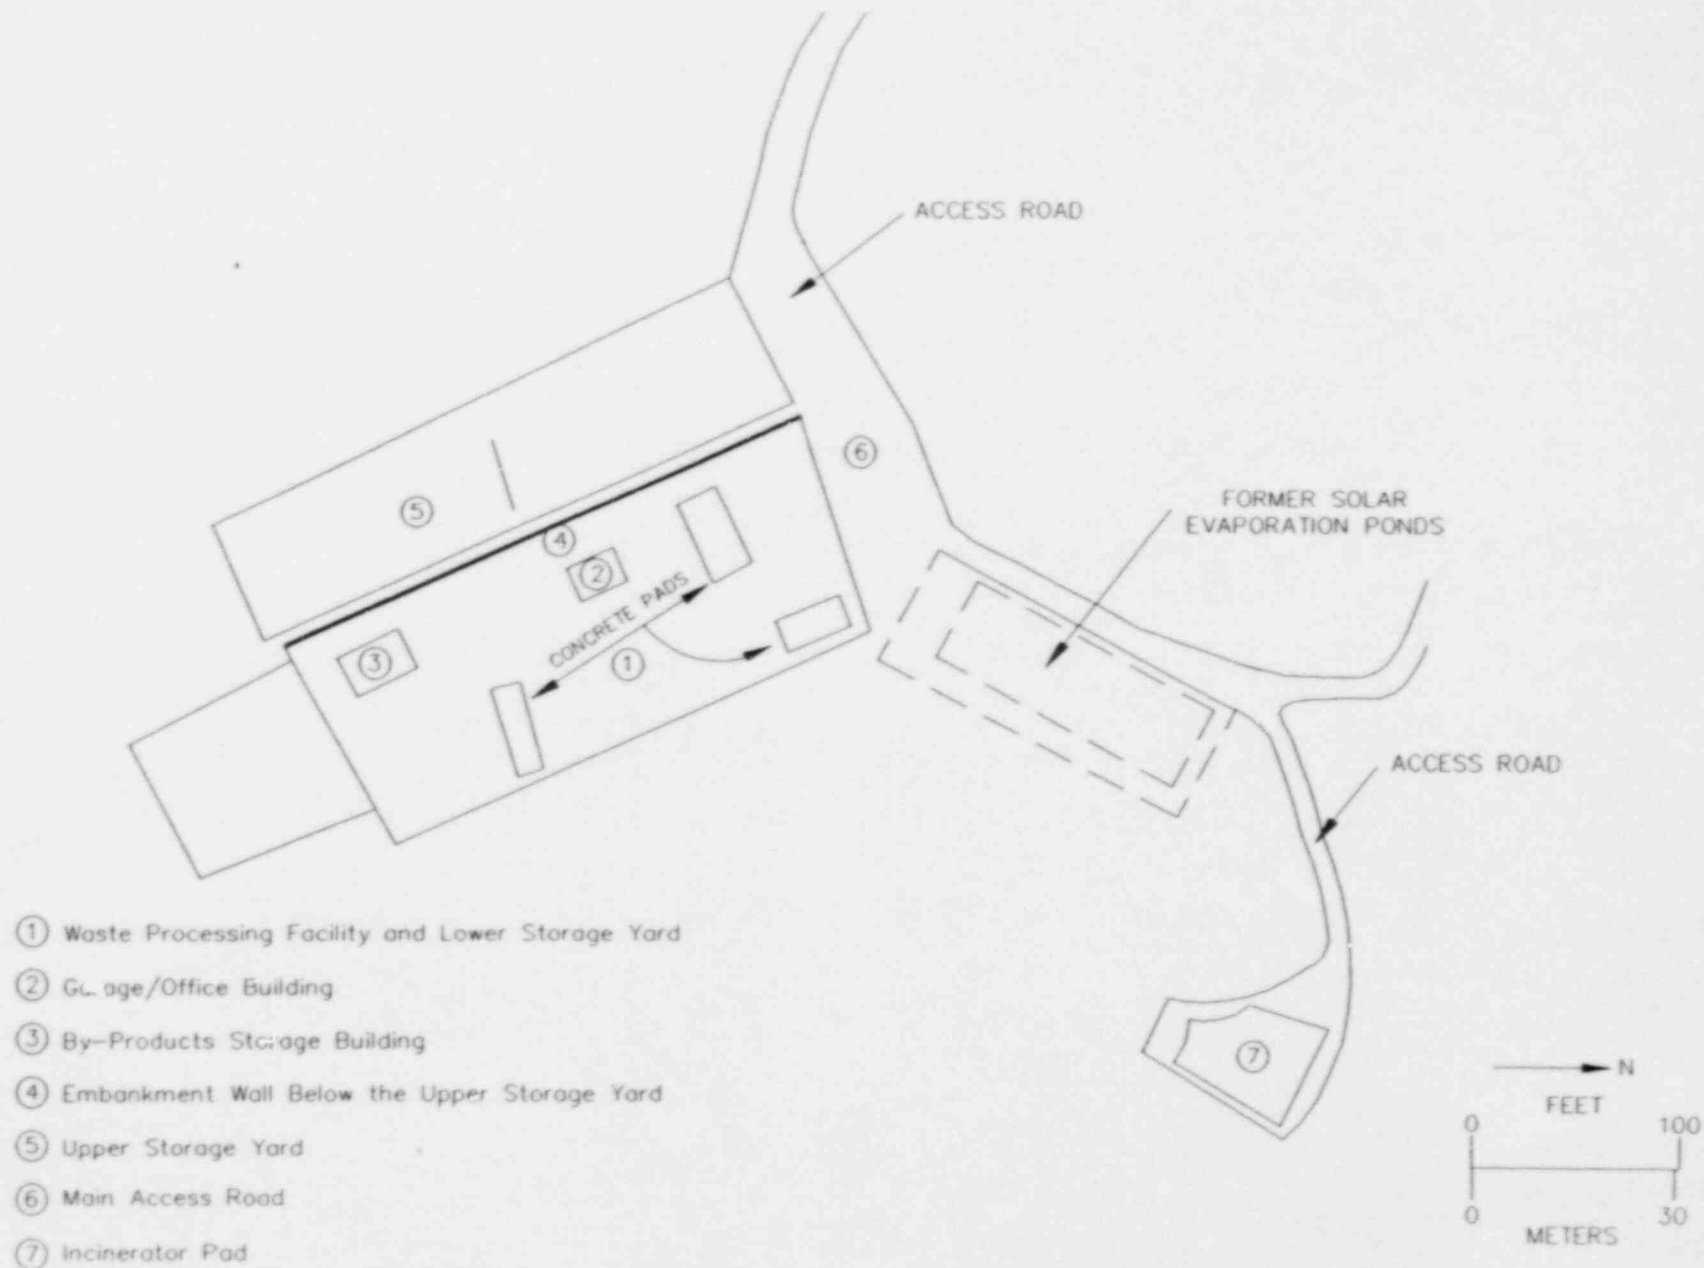 ACCESS ROAD
6
FORMER SOLAR
EVAPORATION PONDS
5
4
2
CONCRETE PADS
3
1
ACCESS ROAD
7
1 Waste Processing Facility and Lower Storage Yard
2 /Office Building
3 By-Products Building
4 Embankment Wall Below the Upper Storage Yard
5 Upper Storage Yard
6 Main Access Road
7 Incinerator Pad
N
FEET
0 100
0 30
METERS